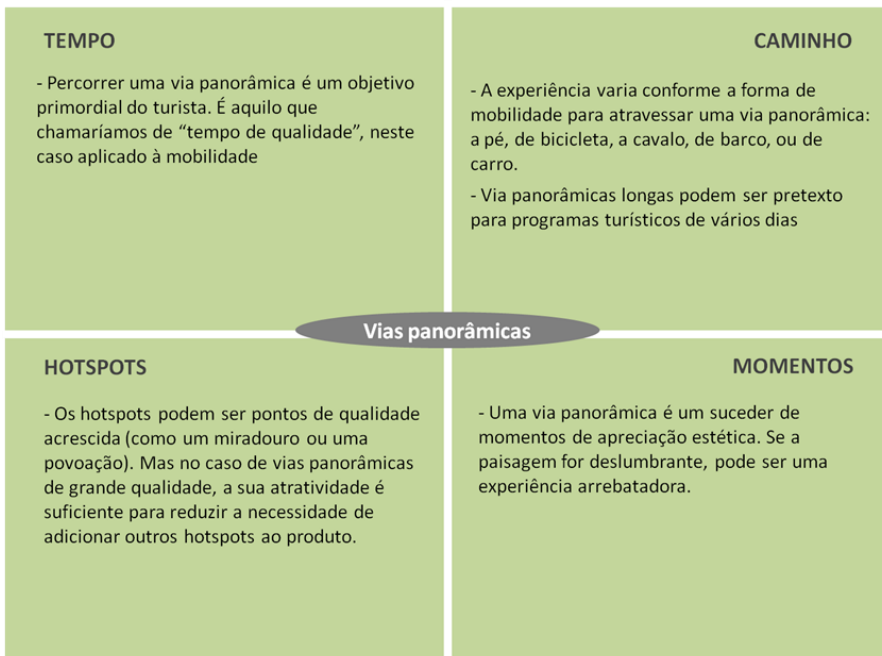 TEMPO
- Percorrer uma via panorâmica é um objetivo
primordial do turista. É aquilo que
chamaríamos de “tempo de qualidade”, neste
caso aplicado à mobilidade
CAMINHO
- A experiência varia conforme a forma de
mobilidade para atravessar uma via panorâmica:
a pé, de bicicleta, a cavalo, de barco, ou de
carro.
- Via panorâmicas longas podem ser pretexto
para programas turísticos de vários dias
Vias panorâmicas
HOTSPOTS
- Os hotspots podem ser pontos de qualidade
acrescida (como um miradouro ou uma
povoação). Mas no caso de vias panorâmicas
de grande qualidade, a sua atratividade é
suficiente para reduzir a necessidade de
adicionar outros hotspots ao produto.
MOMENTOS
- Uma via panorâmica é um suceder de
momentos de apreciação estética. Se a
paisagem for deslumbrante, pode ser uma
experiência arrebatadora.